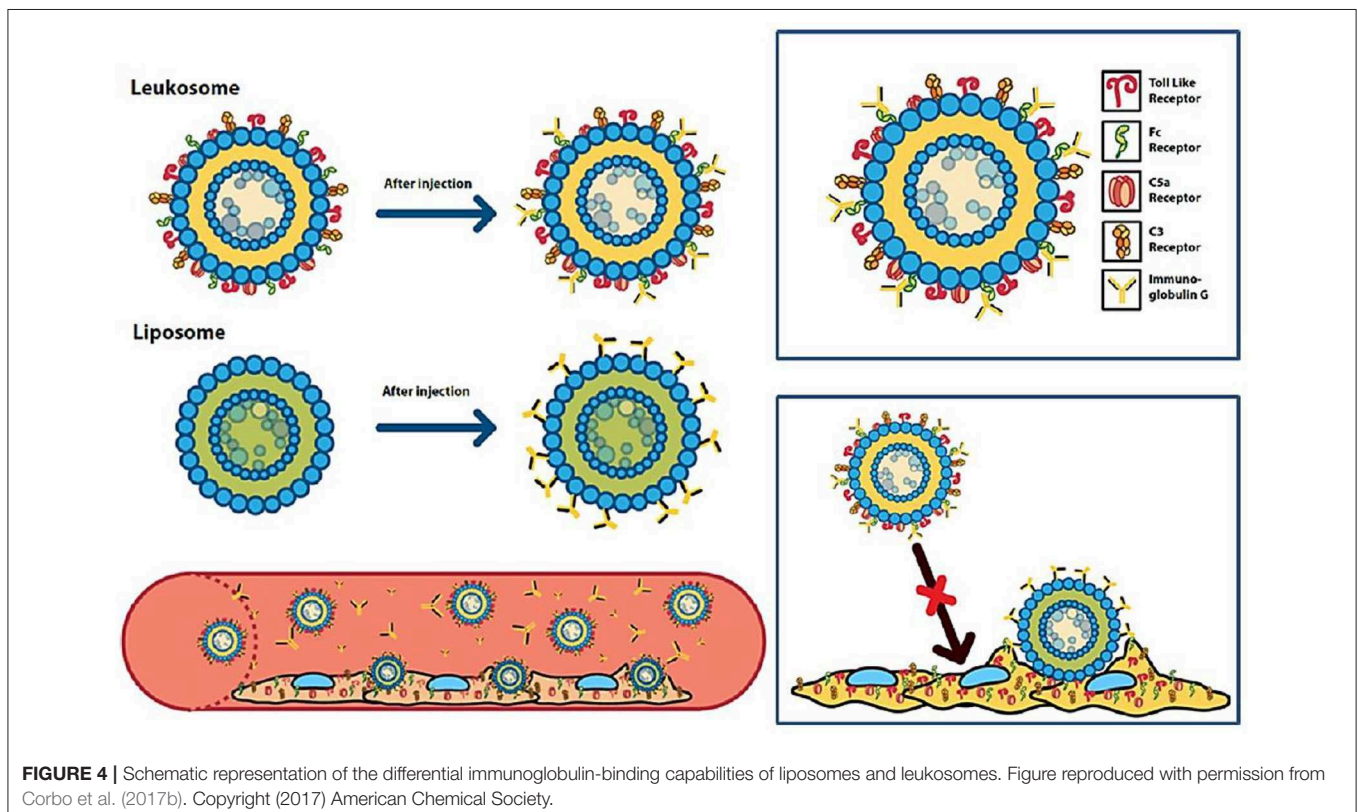 Leukosome
After injection
Liposome
After injection
Toll Like
Receptor
Fc
Receptor
C5a
Receptor
C3
Receptor
Immuno-
globulin G
FIGURE 4 | Schematic representation of the differential immunoglobulin-binding capabilities of liposomes and leukosomes. Figure reproduced with permission from
Corbo et al. (2017b). Copyright (2017) American Chemical Society.